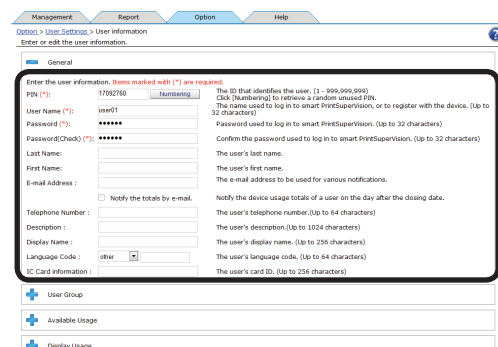 Management Report Option Help
Option > User Settings > User information
Enter or edit the user information.
General
Enter the user information. Items marked with (*) are required.
PIN (*): 17092760 Numbering The ID that identifies the user. (1 - 999,999,999)
Click [Numbering] to retrieve a random unused PIN.
User Name (*): user01 The name used to log in to smart PrintSuperVision, or to register with the device. (Up to
32 characters)
Password (*): •••••• Password used to log in to smart PrintSuperVision. (Up to 32 characters)
Password(Check) (*): •••••• Confirm the password used to log in to smart PrintSuperVision. (Up to 32 characters)
Last Name: The user's last name.
First Name: The user's first name.
E-mail Address : The e-mail address to be used for various notifications.
Notify the totals by e-mail. Notify the device usage totals of a user on the day after the closing date.
Telephone Number : The user's telephone number.(Up to 64 characters)
Description : The user's description.(Up to 1024 characters)
Display Name : The user's display name. (Up to 256 characters)
Language Code : other The user's language code. (Up to 64 characters)
IC Card information : The user's card ID. (Up to 256 characters)
User Group
Available Usage
Display Usage